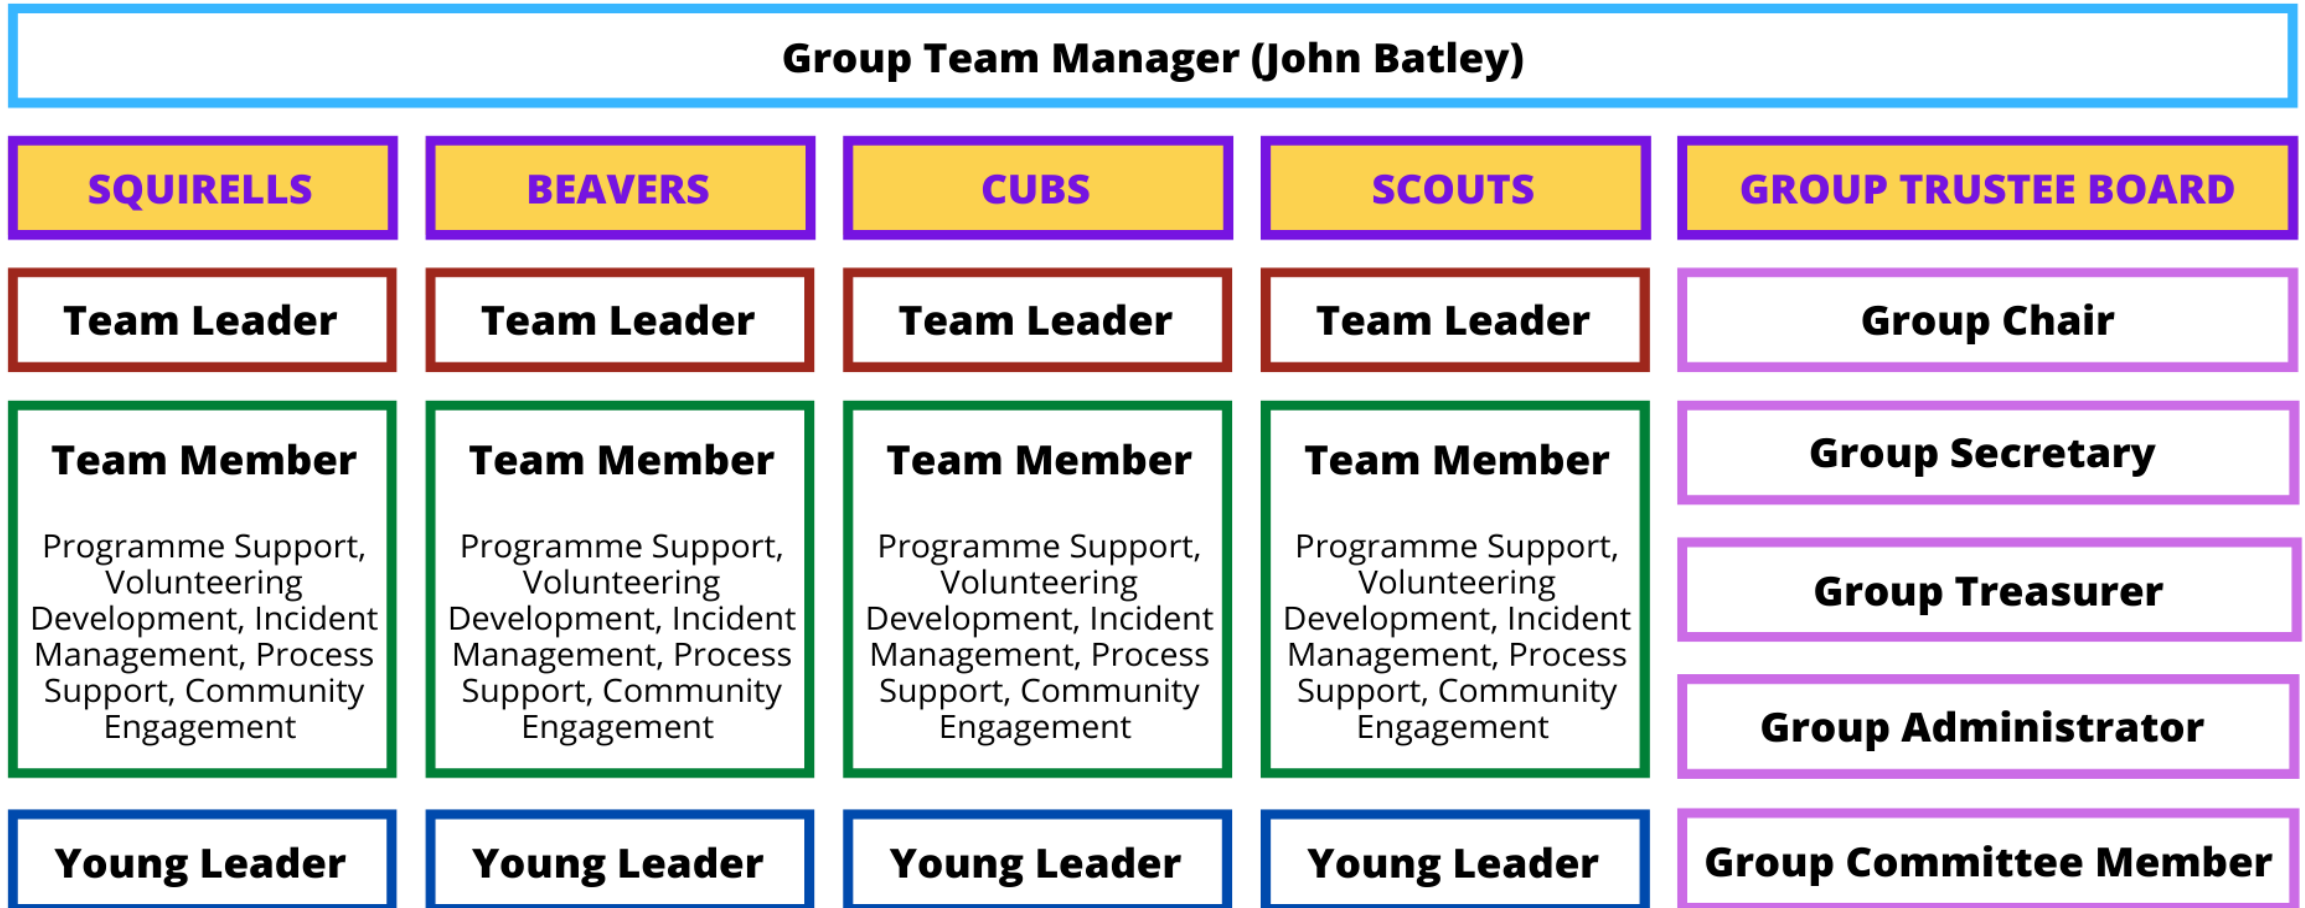 Group Team Manager (John Batley)
SQUIRELLS
BEAVERS
CUBS
SCOUTS
GROUP TRUSTEE BOARD
Team Leader
Team Leader
Team Leader
Team Leader
Group Chair
Team Member
Programme Support,
Volunteering
Development, Incident
Management, Process
Support, Community
Engagement
Team Member
Programme Support,
Volunteering
Development, Incident
Management, Process
Support, Community
Engagement
Team Member
Programme Support,
Volunteering
Development, Incident
Management, Process
Support, Community
Engagement
Team Member
Programme Support,
Volunteering
Development, Incident
Management, Process
Support, Community
Engagement
Group Secretary
Group Treasurer
Group Administrator
Young Leader
Young Leader
Young Leader
Young Leader
Group Committee Member